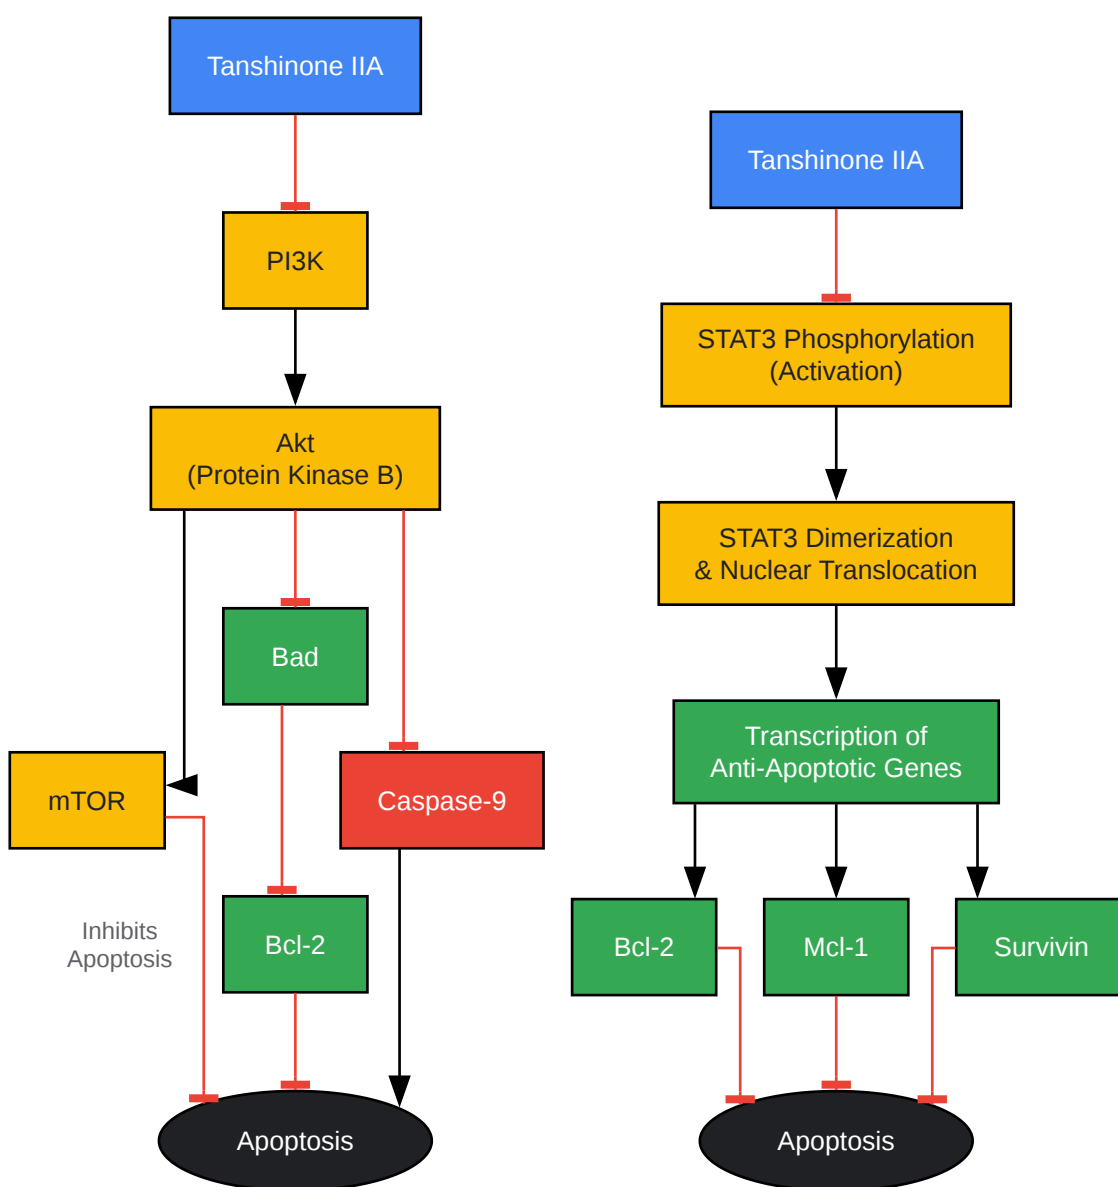 Tanshinone IIA
PI3K
Akt
(Protein Kinase B)
Bad
mTOR
Caspase-9
Inhibits
Apoptosis
Bcl-2
Apoptosis
Tanshinone IIA
STAT3 Phosphorylation
(Activation)
STAT3 Dimerization
& Nuclear Translocation
Transcription of
Anti-Apoptotic Genes
Bcl-2
Mcl-1
Survivin
Apoptosis